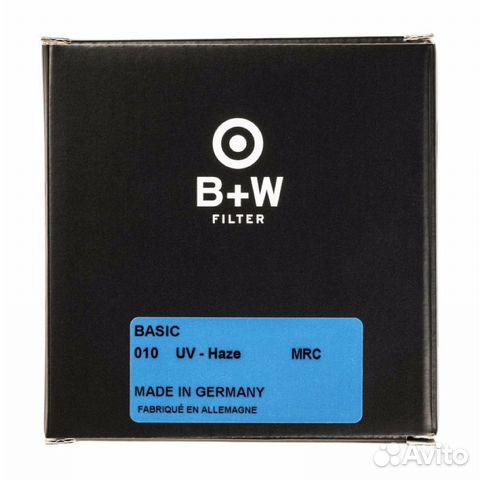 B+W
FILTER
BASIC
010 UV - Haze MRC
MADE IN GERMANY
FABRIQUÉ EN ALLEMAGNE
Avito